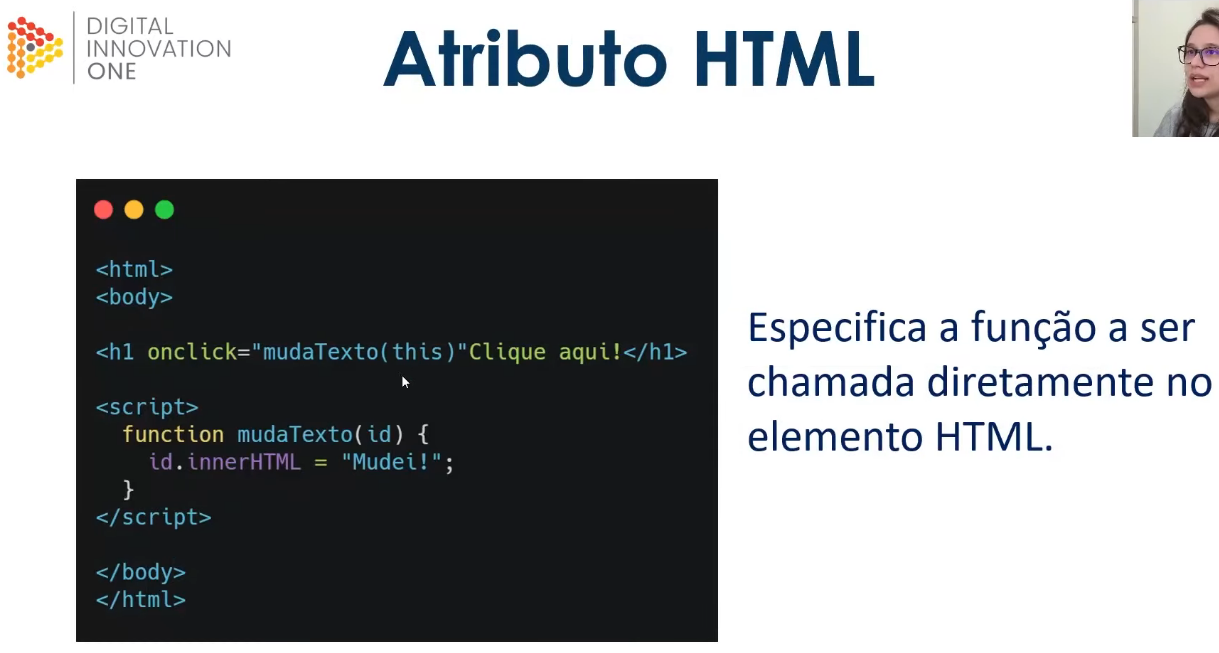 DIGITAL
INNOVATION
ONE
Atributo HTML
<html>
<body>
<h1 onclick="mudaTexto(this)"Clique aqui!</h1>
<script>
function mudaTexto(id) {
id.innerHTML = "Mudei!";
}
</script>
</body>
</html>
Especifica a função a ser
chamada diretamente no
elemento HTML.